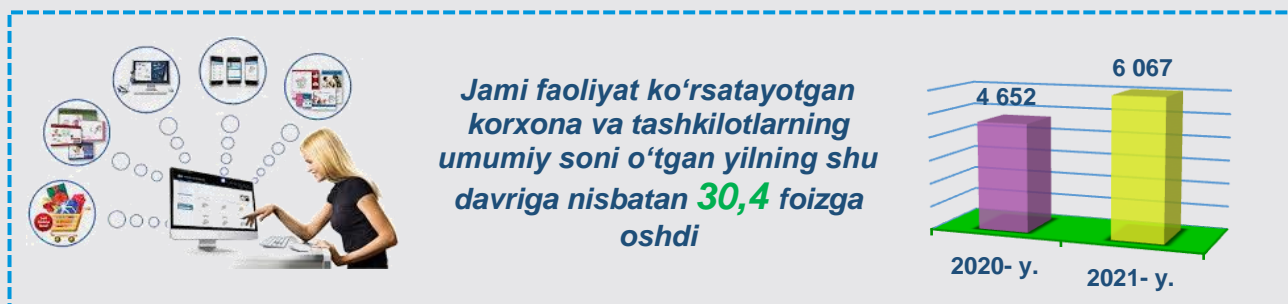 Jami faoliyat ko‘rsatayotgan
korxona va tashkilotlarning
umumiy soni o‘tgan yilning shu
davriga nisbatan 30,4 foizga
oshdi
6 067
4 652
2020- y.
2021- y.